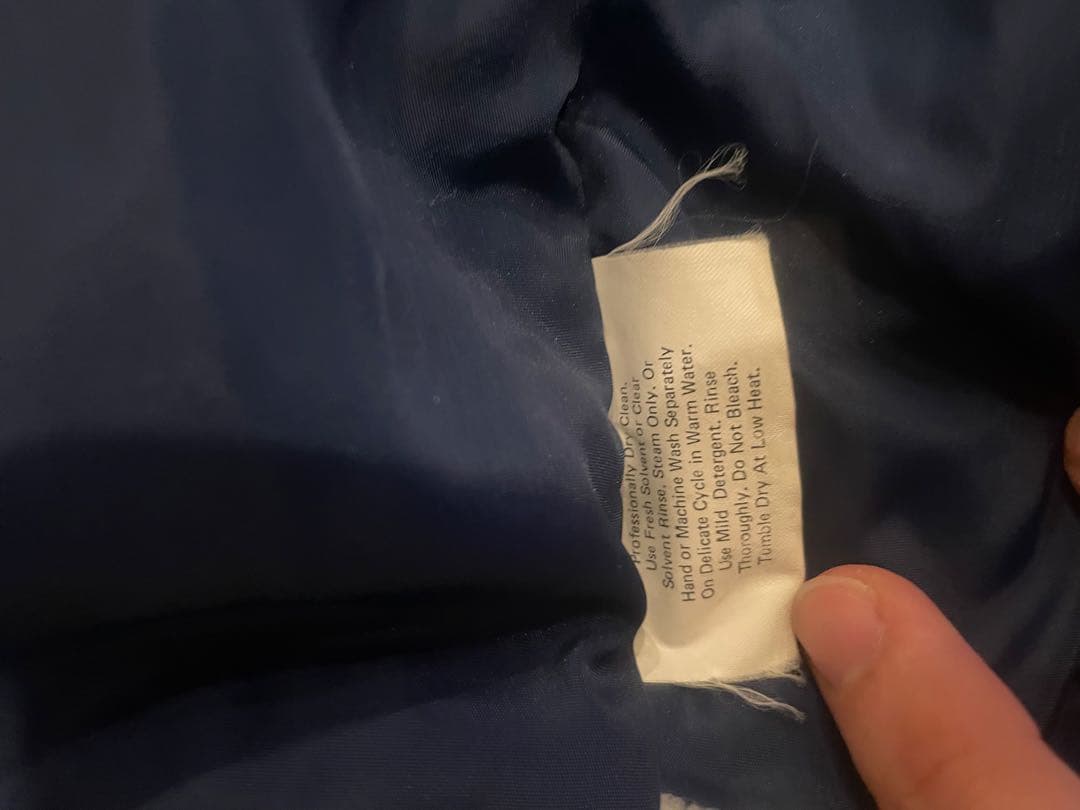 Professionally Dry Clean.
Use Fresh Solvent or Clear
Solvent Rinse, Steam Only. Or
Hand or Machine Wash Separately
On Delicate Cycle in Warm Water.
Use Mild Detergent. Rinse
Thoroughly. Do Not Bleach.
Tumble Dry At Low Heat.